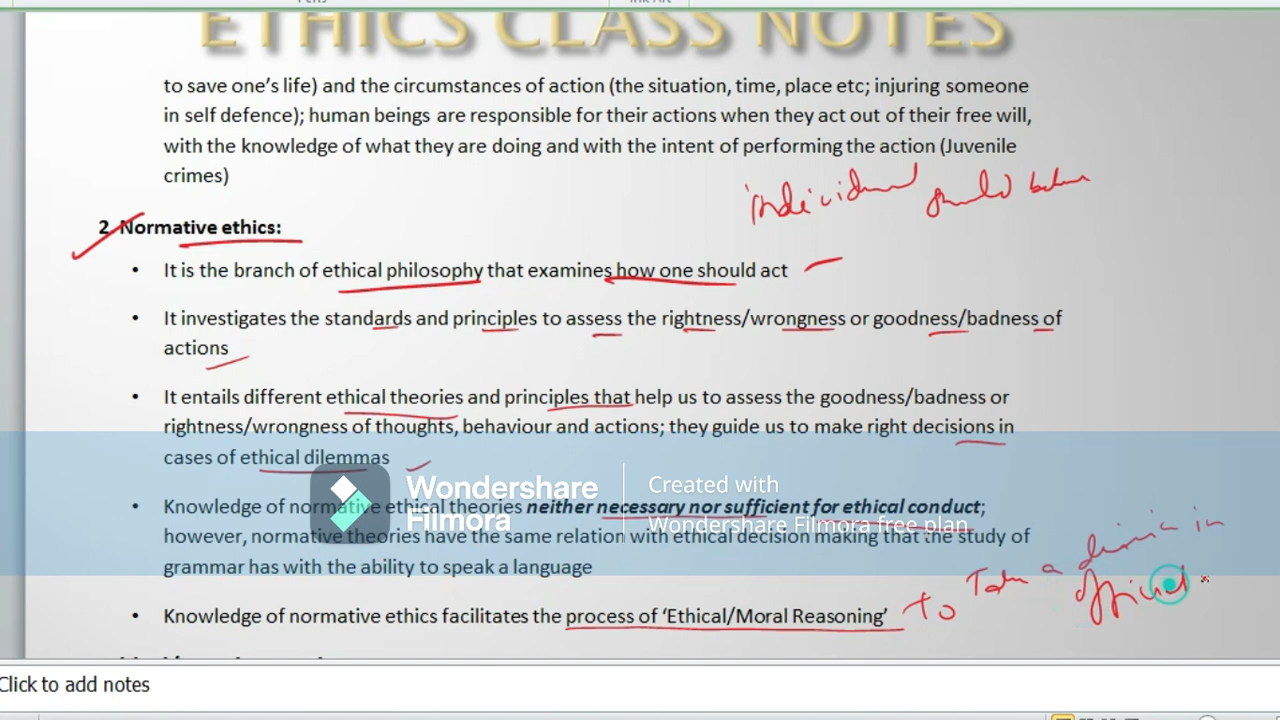 Pens
Ink Art
ETHICS CLASS NOTES
to save one's life) and the circumstances of action (the situation, time, place etc; injuring someone
in self defence); human beings are responsible for their actions when they act out of their free will,
with the knowledge of what they are doing and with the intent of performing the action (Juvenile
crimes)
individual should
2 Normative ethics:
• It is the branch of ethical philosophy that examines how one should act
• It investigates the standards and principles to assess the rightness/wrongness or goodness/badness of
actions
• It entails different ethical theories and principles that help us to assess the goodness/badness or
rightness/wrongness of thoughts, behaviour and actions; they guide us to make right decisions in
cases of ethical dilemmas
Wondershare
Filmora
Created with
Wondershare Filmora free plan
• Knowledge of normative ethical theories neither necessary nor sufficient for ethical conduct;
however, normative theories have the same relation with ethical decision making that the study of
grammar has with the ability to speak a language
• Knowledge of normative ethics facilitates the process of 'Ethical/Moral Reasoning'
to a in
Click to add notes